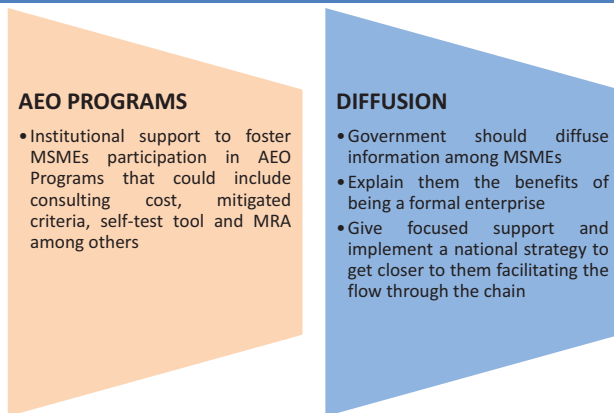 AEO PROGRAMS
•Institutional support to foster
MSMEs participation in AEO
Programs that could include
consulting cost, mitigated
criteria, self-test tool and MRA
among others
DIFFUSION
•Government should diffuse
information among MSMEs
•Explain them the benefits of
being a formal enterprise
•Give focused support and
implement a national strategy to
get closer to them facilitating the
flow through the chain